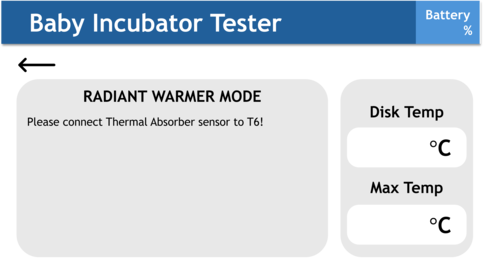 Baby Incubator Tester
Battery
%
RADIANT WARMER MODE
Please connect Thermal Absorber sensor to T6!
Disk Temp
°C
Max Temp
°C